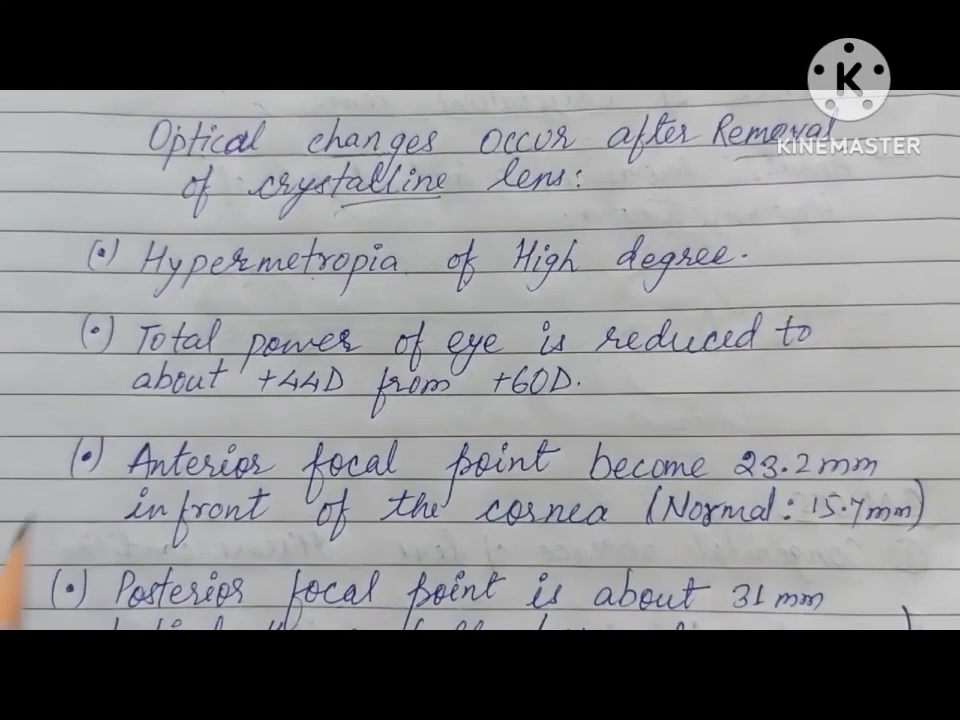 K
KINEMASTER
Optical changes occur after Removal
of crystalline lens:
(•) Hypermetropia of High degree.
(•) Total power of eye is reduced to
about +44D from +60D.
(•) Anterior focal point become 23.2mm
infront of the cornea (Normal: 15.7mm)
(•) Posterior focal point is about 31mm